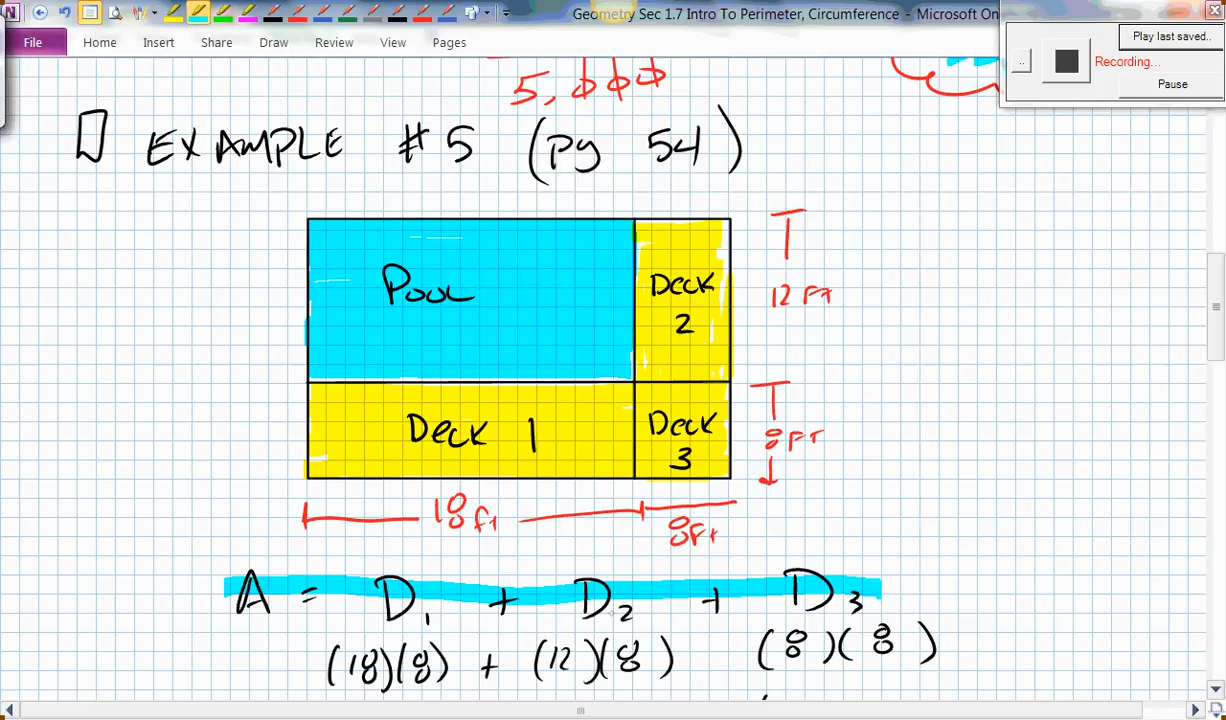 Geometry Sec 1.7 Intro To Perimeter, Circumference - Microsoft On
File Home Insert Share Draw Review View Pages
Play last saved..
.. Recording...
Pause
5,000
EXAMPLE #5 (pg 54)
POOL
Deck 2
12 FT
Deck 1
Deck 3
8 FT
18 ft
8 FT
A = D₁ + D₂ + D₃
(18)(8) + (12)(8) (8)(8)